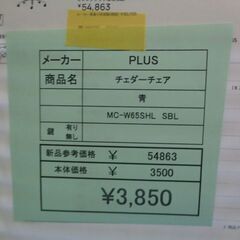 ¥54,863
メーカー PLUS
商品名 チェダーチェア
青
MC-W65SHL SBL
鍵 有り 無し
新品参考価格 ¥ 54863
本体価格 ¥ 3500
¥3,850